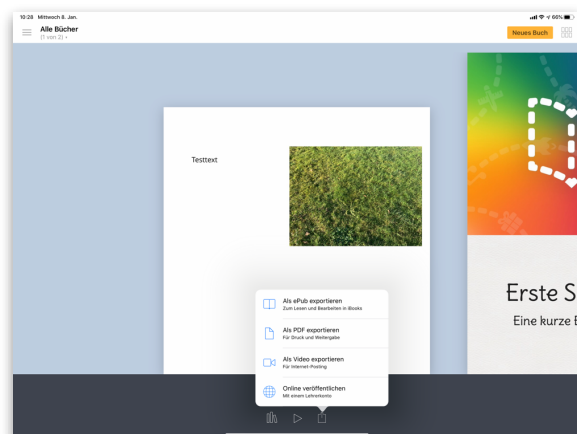 10:28 Mittwoch 8. Jan.
66%
Alle Bücher
(1 von 2)
Neues Buch
Testtext
Erste S
Eine kurze E
Als ePub exportieren
Zum Lesen und Bearbeiten in iBooks
Als PDF exportieren
Für Druck und Weitergabe
Als Video exportieren
Für Internet-Posting
Online veröffentlichen
Mit einem Lehrerkonto